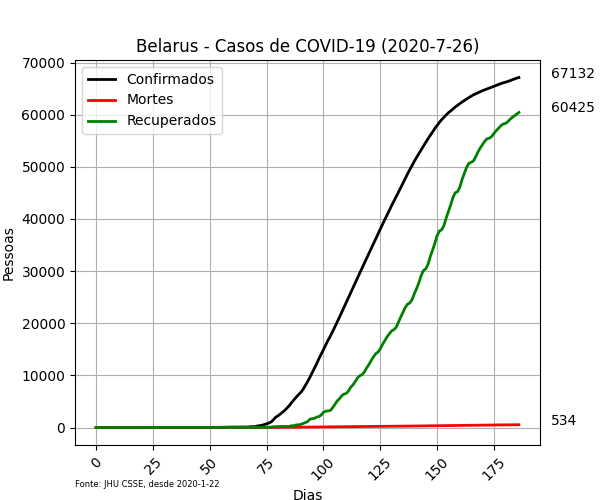 Belarus - Casos de COVID-19 (2020-7-26)
Confirmados
Mortes
Recuperados
67132
60425
534
Pessoas
70000
60000
50000
40000
30000
20000
10000
0
0
25
50
75
100
125
150
175
Dias
Fonte: JHU CSSE, desde 2020-1-22